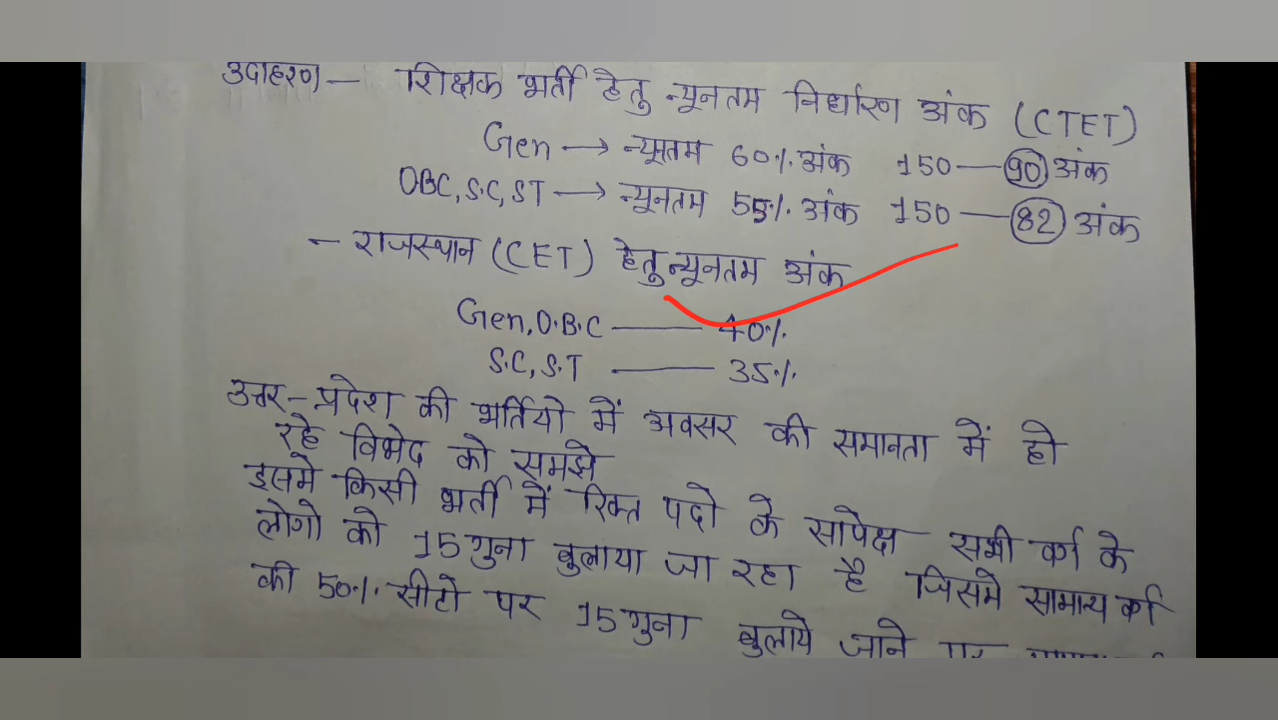 उदाहरण — शिक्षक भर्ती हेतु न्यूनतम निर्धारण अंक (CTET)
Gen → न्यूनतम 60% अंक 150 — 90 अंक
OBC, S.C, ST → न्यूनतम 55% अंक 150 — 82 अंक
- राजस्थान (CET) हेतु न्यूनतम अंक
Gen, O.B.C — 40%
S.C, S.T — 35%
उत्तर-प्रदेश की भर्तियो में अवसर की समानता में हो
रहे विभेद को समझे
इसमे किसी भर्ती में रिक्त पदो के सापेक्ष सभी वर्ग के
लोगो को 15 गुना बुलाया जा रहा है जिसमे सामान्य वर्ग
की 50% सीटो पर 15 गुना बुलाये जाने पर